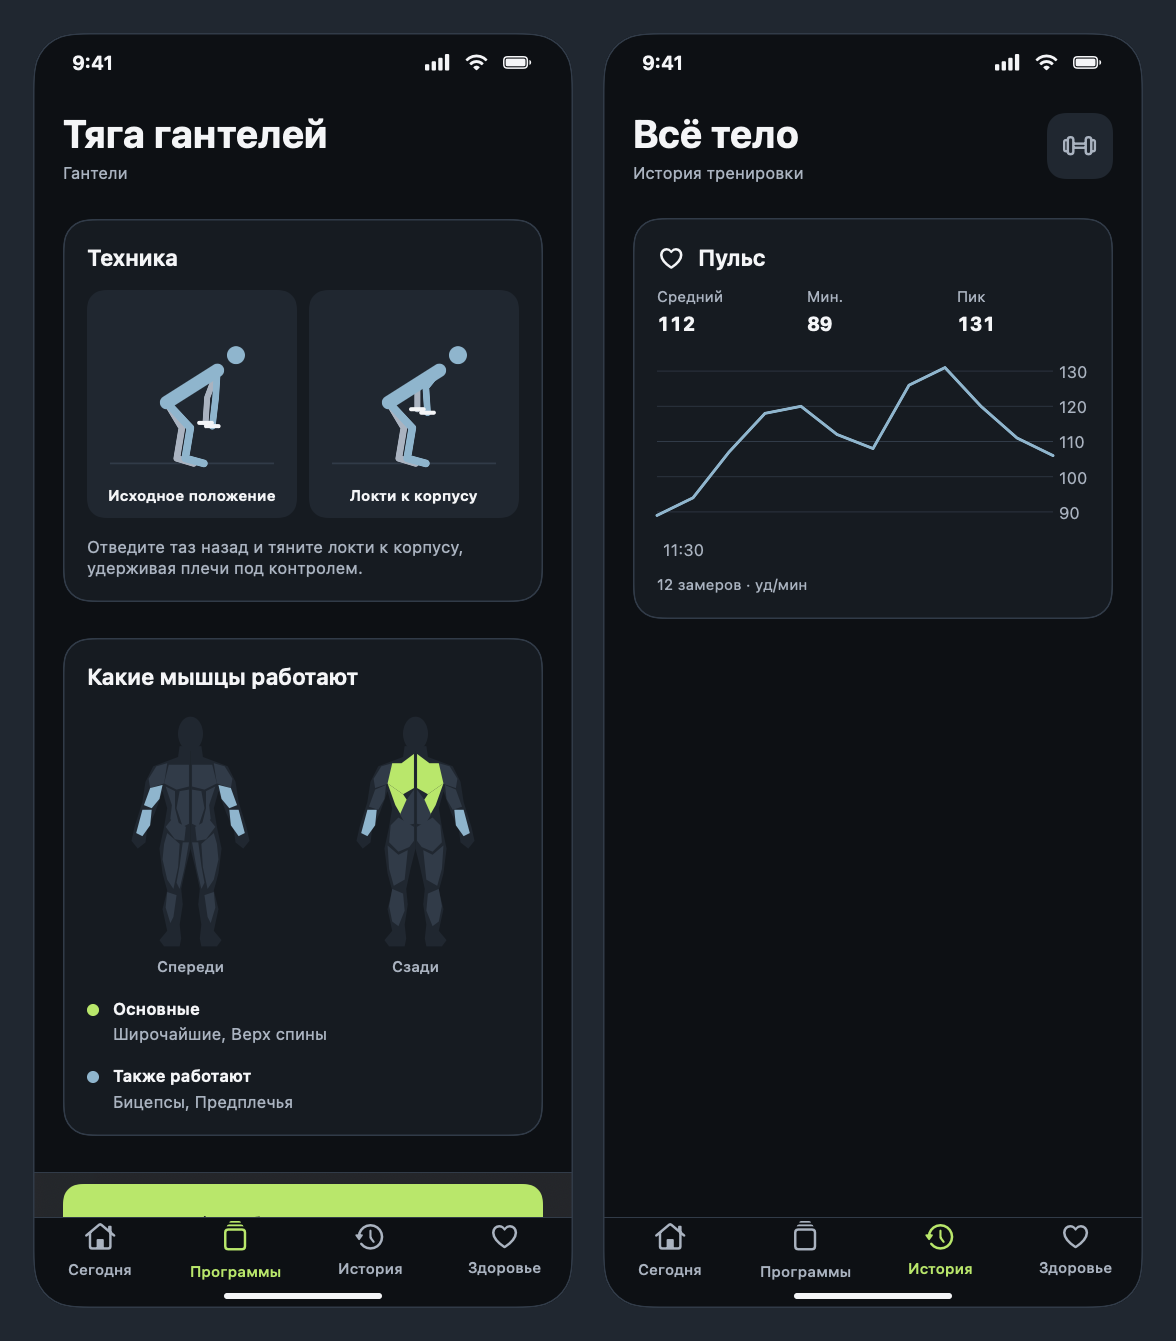 9:41
Тяга гантелей
Гантели
Техника
Исходное положение
Локти к корпусу
Отведите таз назад и тяните локти к корпусу,
удерживая плечи под контролем.
Какие мышцы работают
Спереди
Сзади
Основные
Широчайшие, Верх спины
Также работают
Бицепсы, Предплечья
Сегодня
Программы
История
Здоровье
9:41
Всё тело
История тренировки
Пульс
Средний
112
Мин.
89
Пик
131
130
120
110
100
90
11:30
12 замеров · уд/мин
Сегодня
Программы
История
Здоровье